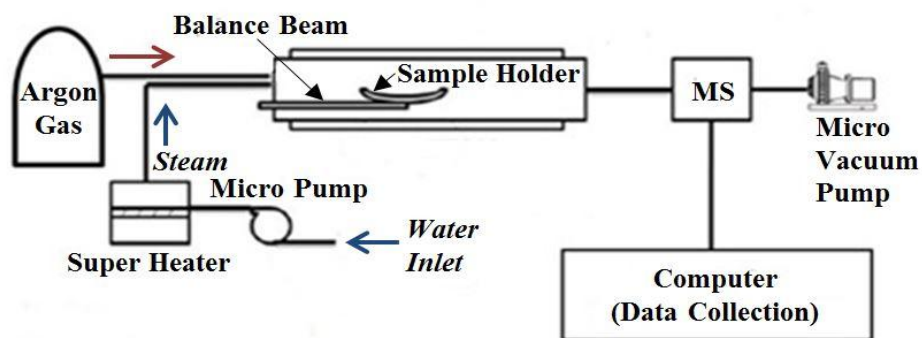 Balance Beam
Sample Holder
Argon
Gas
MS
Micro
Vacuum
Pump
Steam
Micro Pump
Water
Inlet
Super Heater
Computer
(Data Collection)